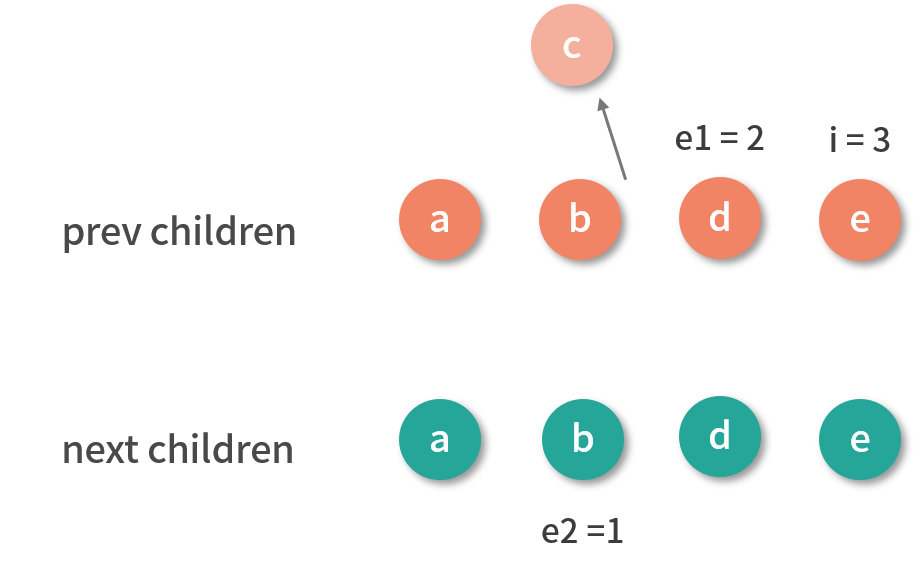 c
e1 = 2
i = 3
prev children
a
b
d
e
next children
a
b
d
e
e2 =1